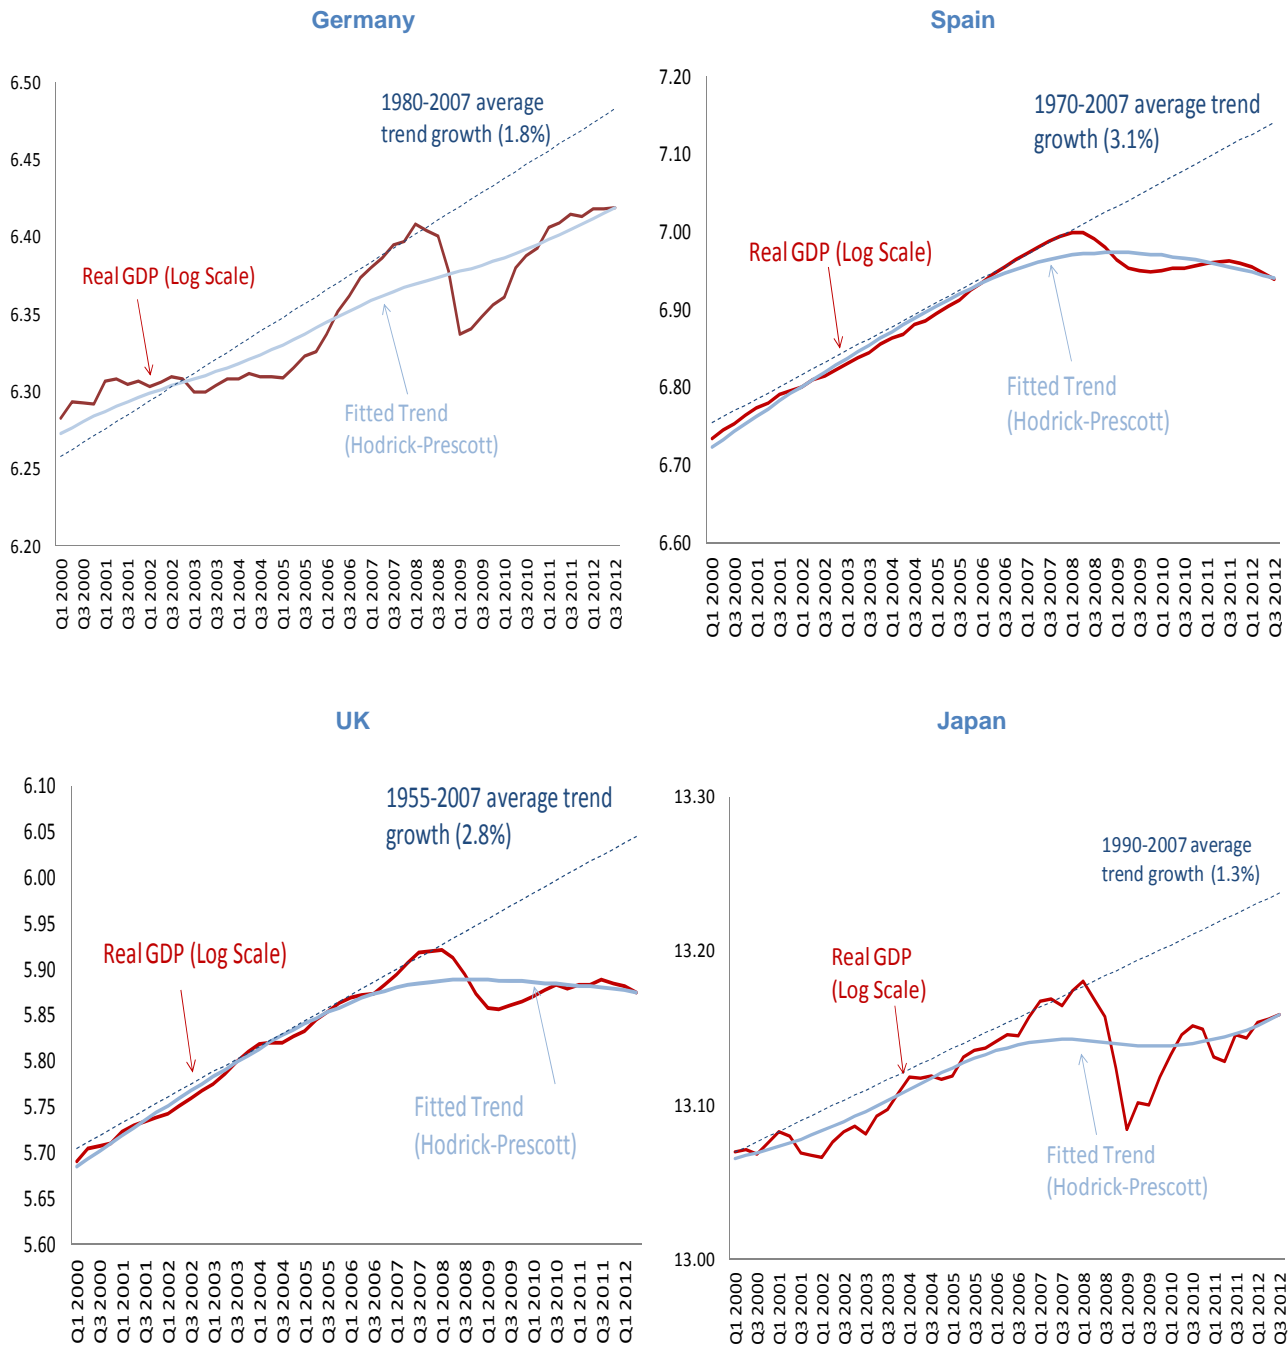 Germany
6.50
6.45
6.40
6.35
6.30
6.25
6.20
1980-2007 average
trend growth (1.8%)
Real GDP (Log Scale)
Fitted Trend
(Hodrick-Prescott)
Q1 2000
Q3 2000
Q1 2001
Q3 2001
Q1 2002
Q3 2002
Q1 2003
Q3 2003
Q1 2004
Q3 2004
Q1 2005
Q3 2005
Q1 2006
Q3 2006
Q1 2007
Q3 2007
Q1 2008
Q3 2008
Q1 2009
Q3 2009
Q1 2010
Q3 2010
Q1 2011
Q3 2011
Q1 2012
Q3 2012
Spain
7.20
7.10
7.00
6.90
6.80
6.70
6.60
1970-2007 average trend
growth (3.1%)
Real GDP (Log Scale)
Fitted Trend
(Hodrick-Prescott)
Q1 2000
Q3 2000
Q1 2001
Q3 2001
Q1 2002
Q3 2002
Q1 2003
Q3 2003
Q1 2004
Q3 2004
Q1 2005
Q3 2005
Q1 2006
Q3 2006
Q1 2007
Q3 2007
Q1 2008
Q3 2008
Q1 2009
Q3 2009
Q1 2010
Q3 2010
Q1 2011
Q3 2011
Q1 2012
Q3 2012
UK
6.10
6.05
6.00
5.95
5.90
5.85
5.80
5.75
5.70
5.65
5.60
1955-2007 average trend
growth (2.8%)
Real GDP (Log Scale)
Fitted Trend
(Hodrick-Prescott)
Q1 2000
Q3 2000
Q1 2001
Q3 2001
Q1 2002
Q3 2002
Q1 2003
Q3 2003
Q1 2004
Q3 2004
Q1 2005
Q3 2005
Q1 2006
Q3 2006
Q1 2007
Q3 2007
Q1 2008
Q3 2008
Q1 2009
Q3 2009
Q1 2010
Q3 2010
Q1 2011
Q3 2011
Q1 2012
Japan
13.30
13.20
13.10
13.00
1990-2007 average
trend growth (1.3%)
Real GDP
(Log Scale)
Fitted Trend
(Hodrick-Prescott)
Q1 2000
Q3 2000
Q1 2001
Q3 2001
Q1 2002
Q3 2002
Q1 2003
Q3 2003
Q1 2004
Q3 2004
Q1 2005
Q3 2005
Q1 2006
Q3 2006
Q1 2007
Q3 2007
Q1 2008
Q3 2008
Q1 2009
Q3 2009
Q1 2010
Q3 2010
Q1 2011
Q3 2011
Q1 2012
Q3 2012